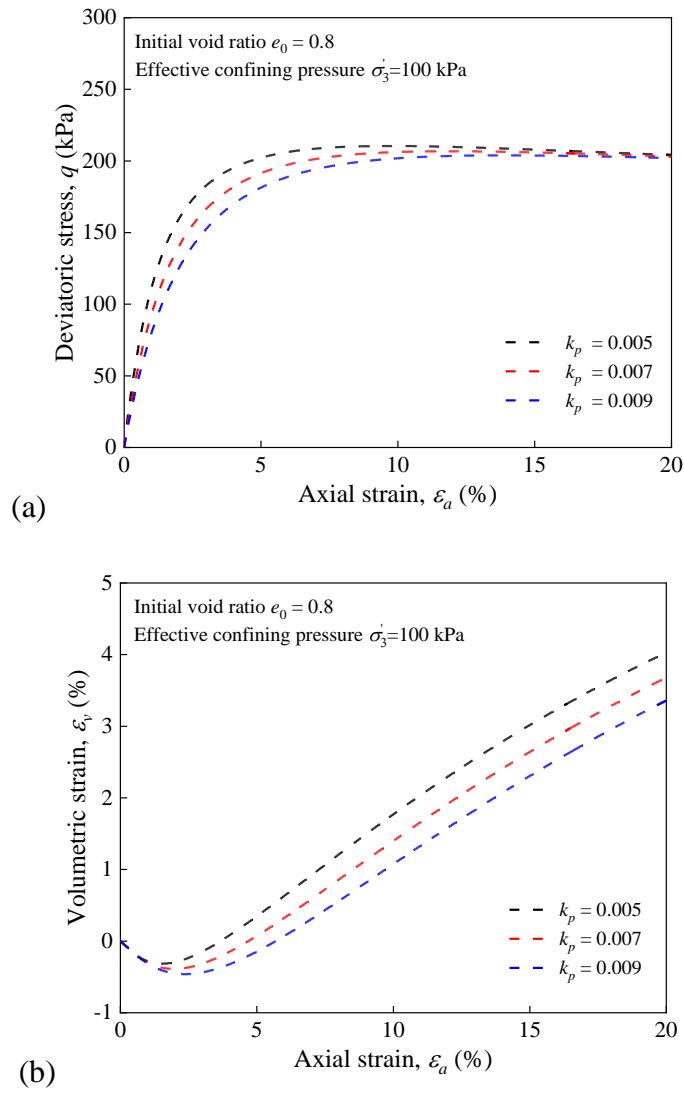 300
Initial void ratio e₀ = 0.8
Effective confining pressure σ₃'=100 kPa
250
200
150
100
50
0
Deviatoric stress, q (kPa)
kₚ = 0.005
kₚ = 0.007
kₚ = 0.009
0 5 10 15 20
Axial strain, εₐ (%)
(a)
5
Initial void ratio e₀ = 0.8
Effective confining pressure σ₃'=100 kPa
4
3
2
1
0
-1
Volumetric strain, εᵥ (%)
kₚ = 0.005
kₚ = 0.007
kₚ = 0.009
0 5 10 15 20
Axial strain, εₐ (%)
(b)